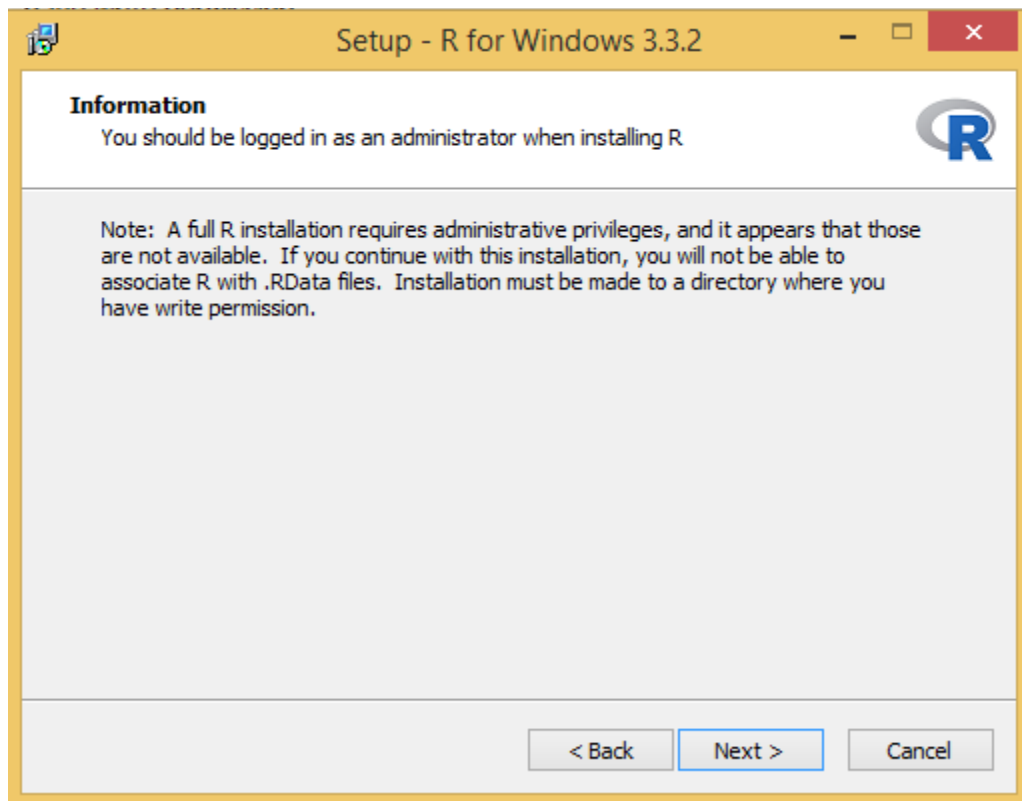 Setup - R for Windows 3.3.2
Information
You should be logged in as an administrator when installing R
R
Note:  A full R installation requires administrative privileges, and it appears that those
are not available.  If you continue with this installation, you will not be able to
associate R with .RData files.  Installation must be made to a directory where you
have write permission.
< Back
Next >
Cancel